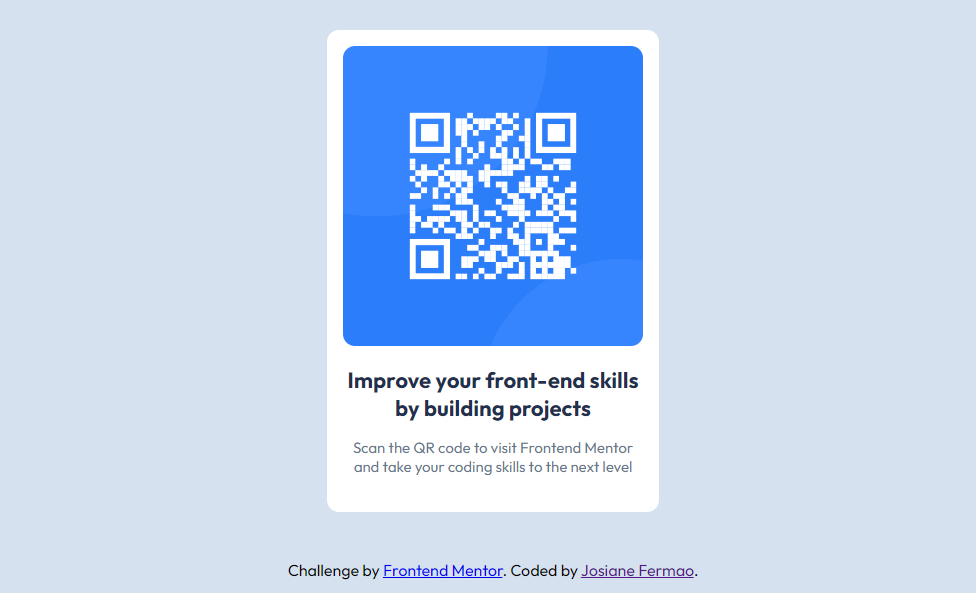 Improve your front-end skills
by building projects
Scan the QR code to visit Frontend Mentor
and take your coding skills to the next level
Challenge by Frontend Mentor. Coded by Josiane Fermao.